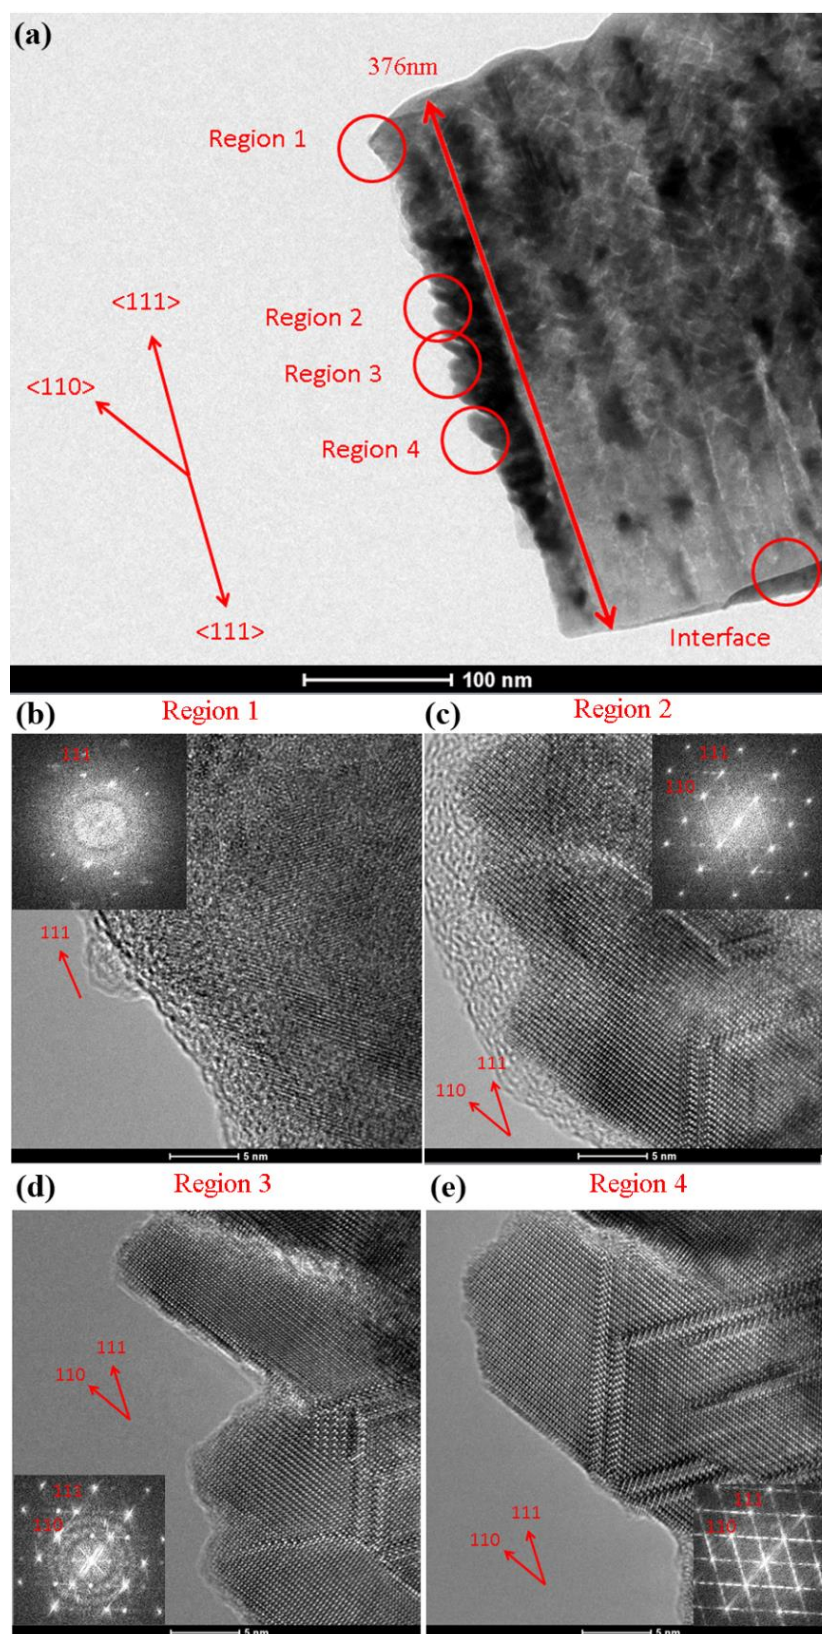 (a)
376nm
Region 1
<111>
Region 2
<110>
Region 3
Region 4
<111>
Interface
100 nm
(b)
Region 1
(c)
Region 2
111
111
110
111
111
110
5 nm
5 nm
(d)
Region 3
(e)
Region 4
111
110
111
110
111
110
111
110
5 nm
5 nm